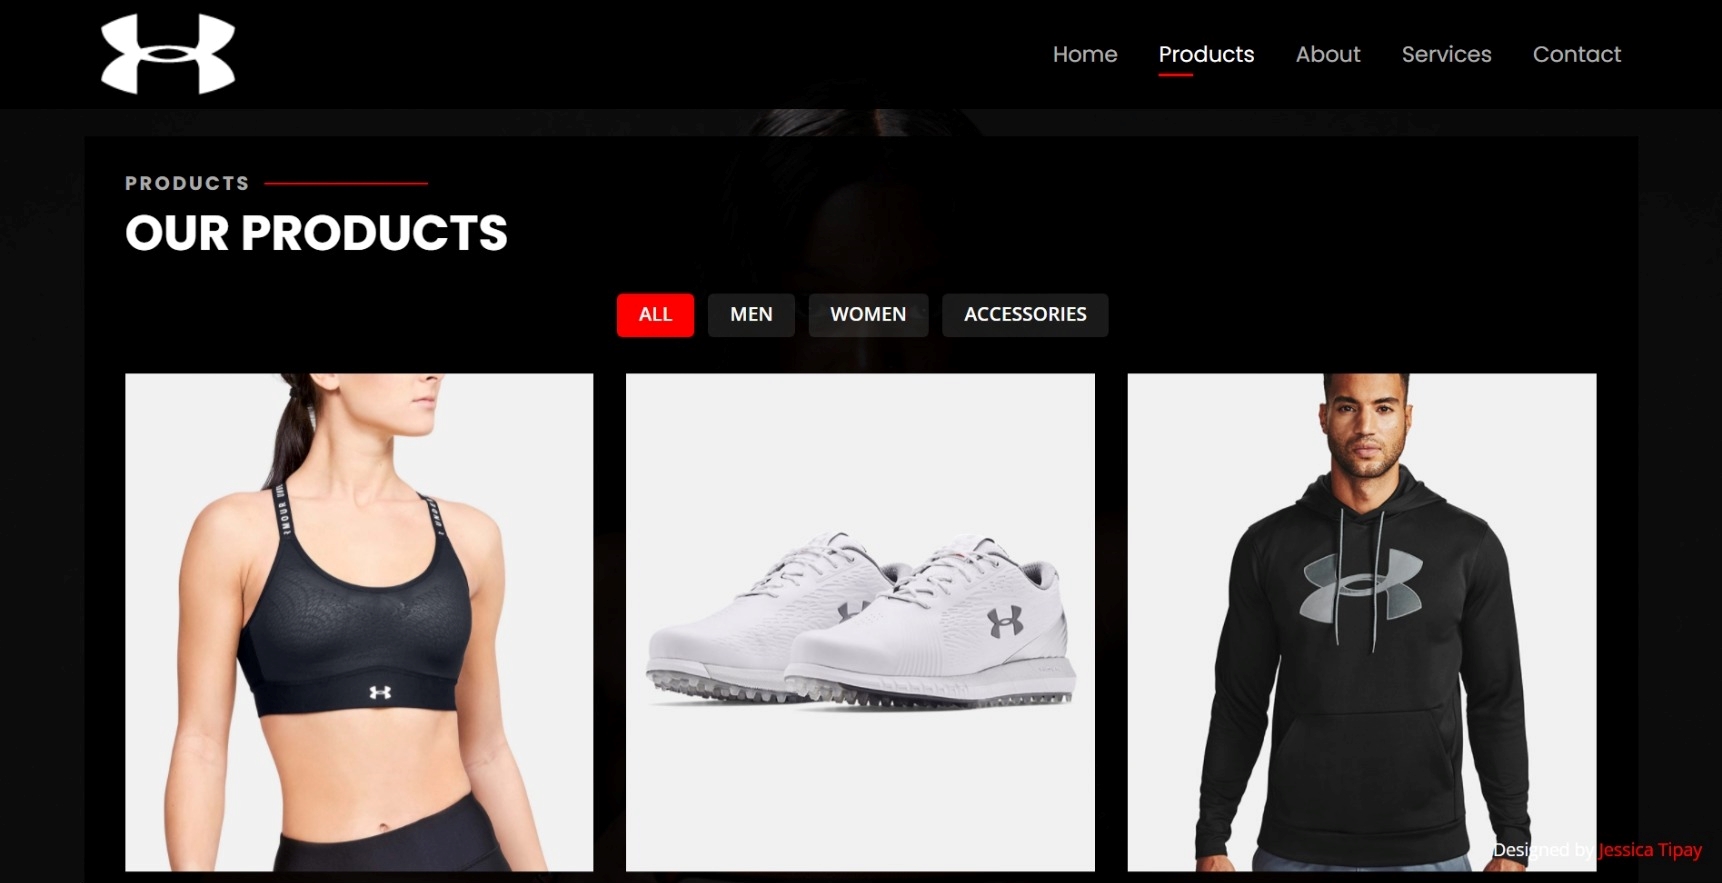 Home Products About Services Contact
PRODUCTS
OUR PRODUCTS
ALL MEN WOMEN ACCESSORIES
Designed by Jessica Tipay